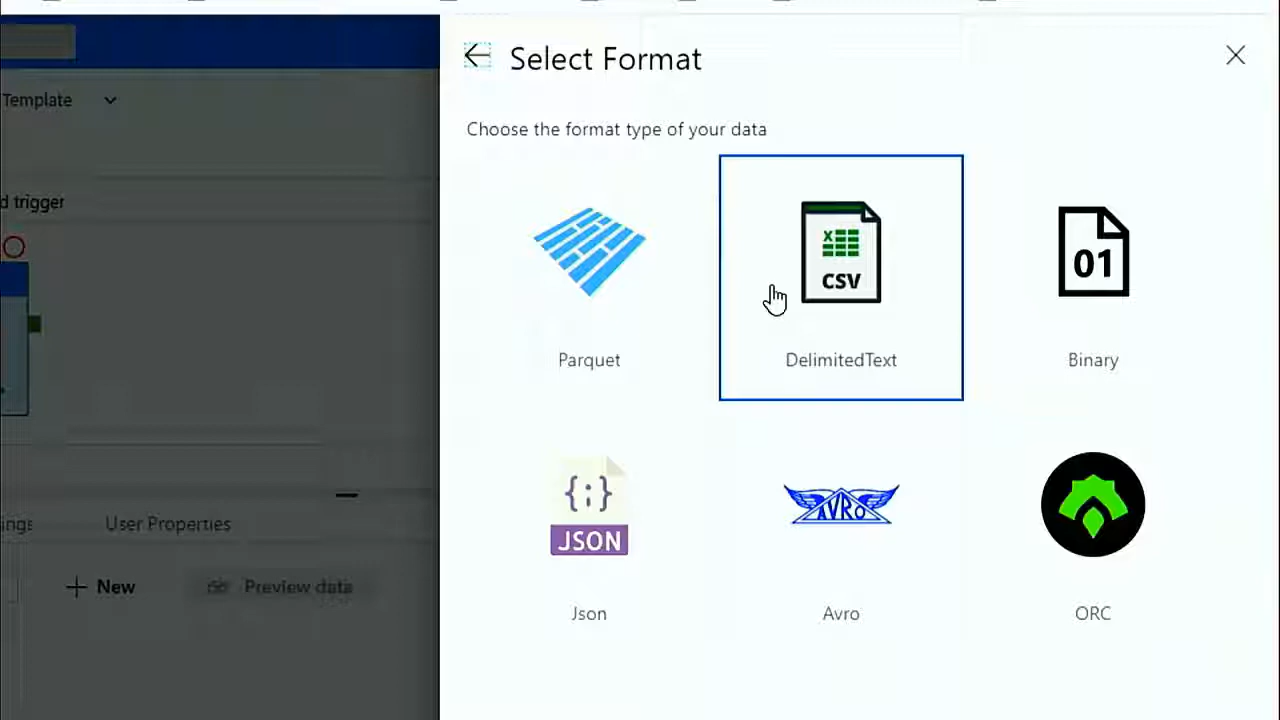 Select Format
Template
Choose the format type of your data
d trigger
X
CSV
01
Parquet
DelimitedText
Binary
{;}
JSON
AVRO
ings
User Properties
New
Preview data
Json
Avro
ORC